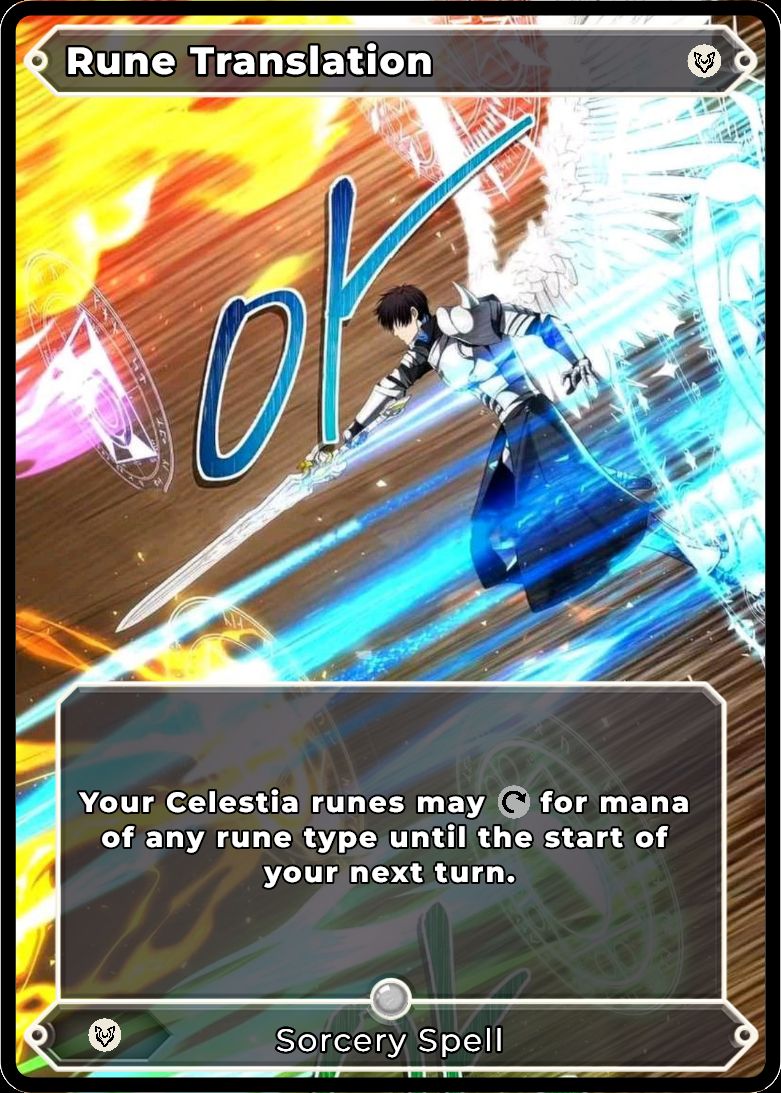 Rune Translation
Your Celestia runes may for mana
of any rune type until the start of
your next turn.
Sorcery Spell